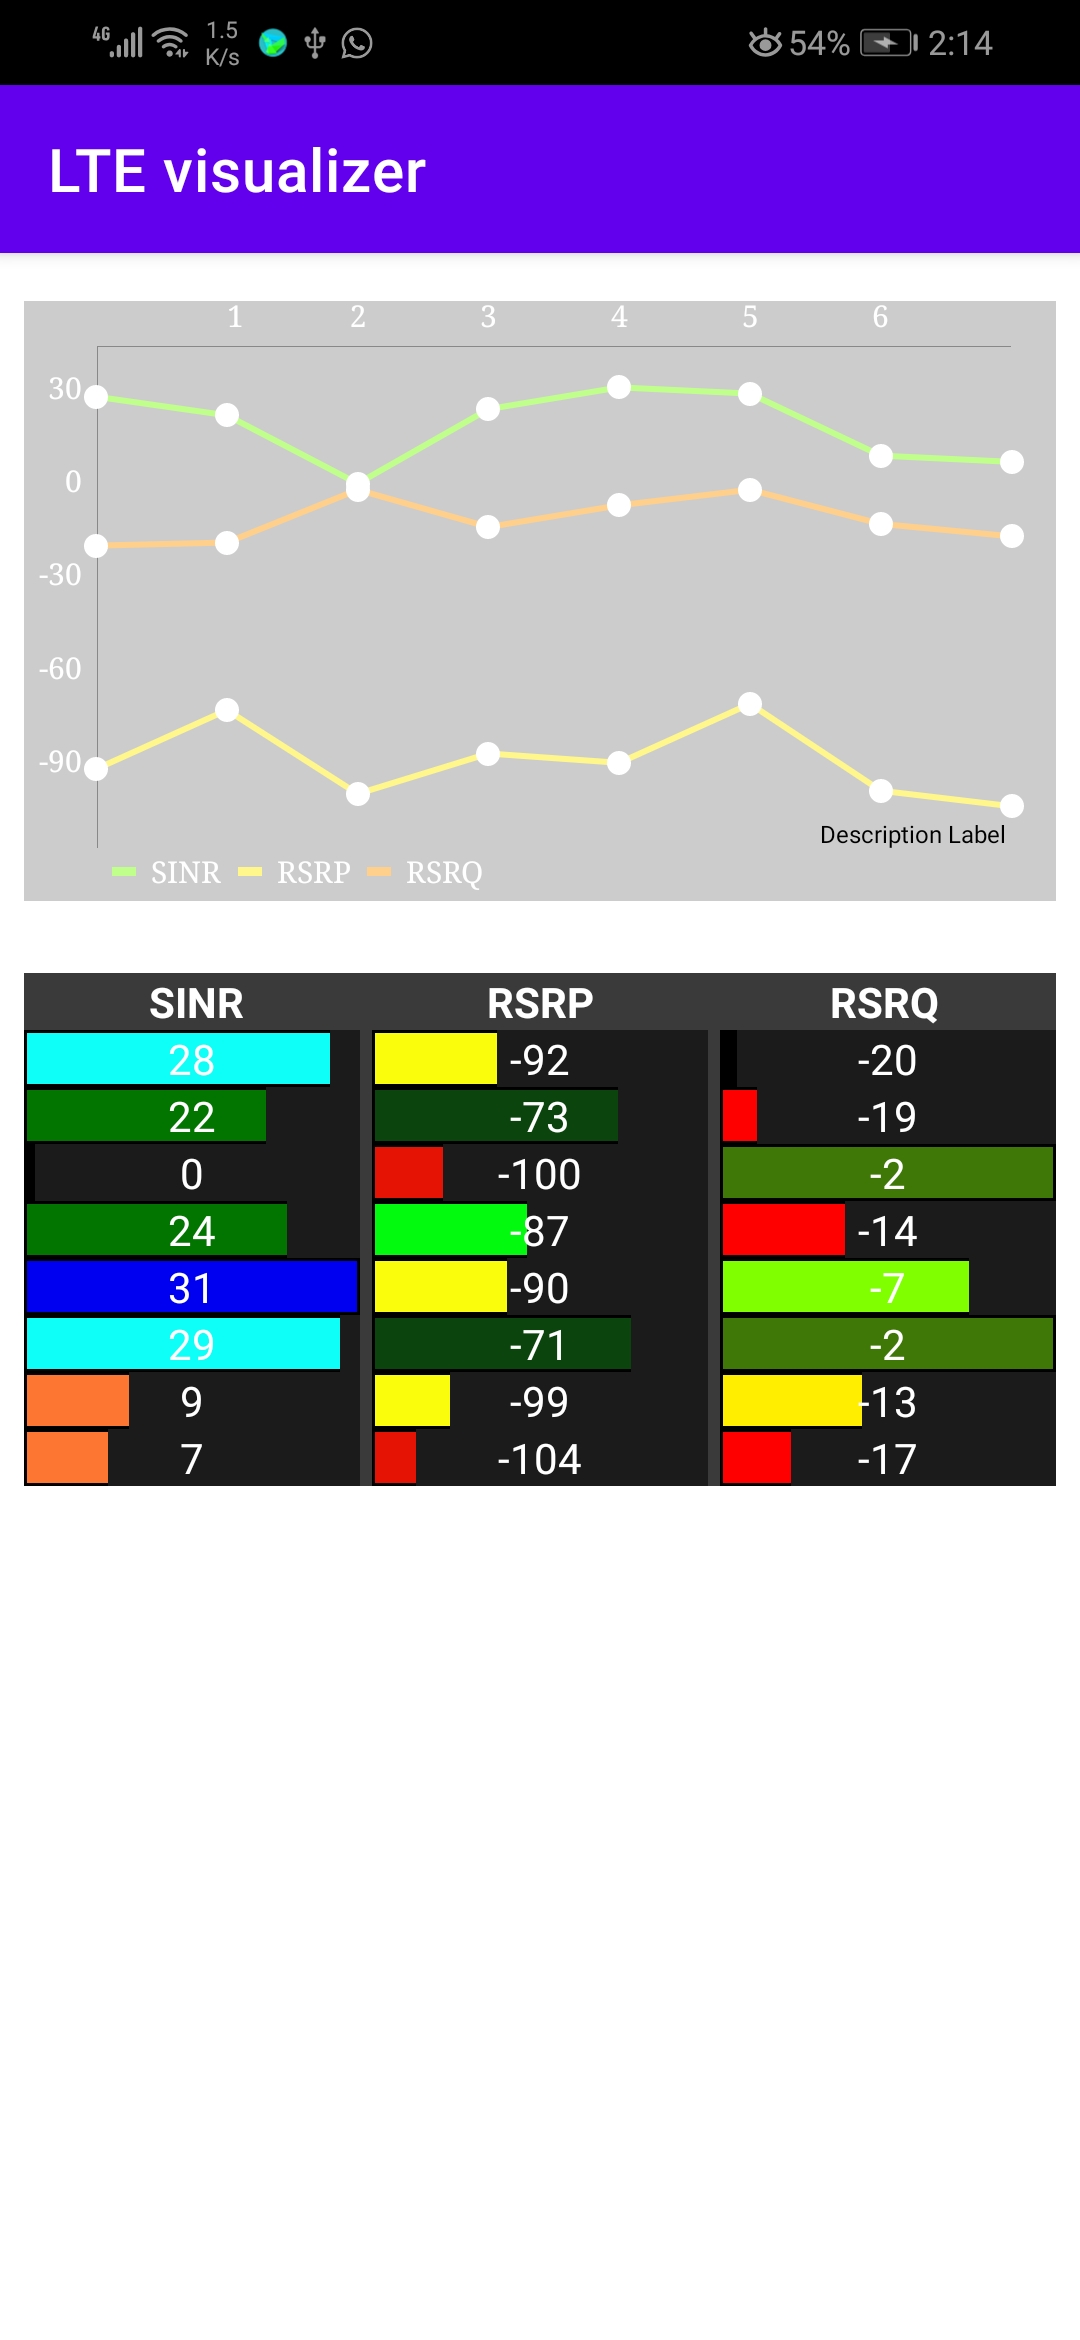 4G 1.5 K/s 54% 2:14
LTE visualizer
1 2 3 4 5 6
30
0
-30
-60
-90
Description Label
SINR RSRP RSRQ
SINR RSRP RSRQ
28 -92 -20
22 -73 -19
0 -100 -2
24 -87 -14
31 -90 -7
29 -71 -2
9 -99 -13
7 -104 -17